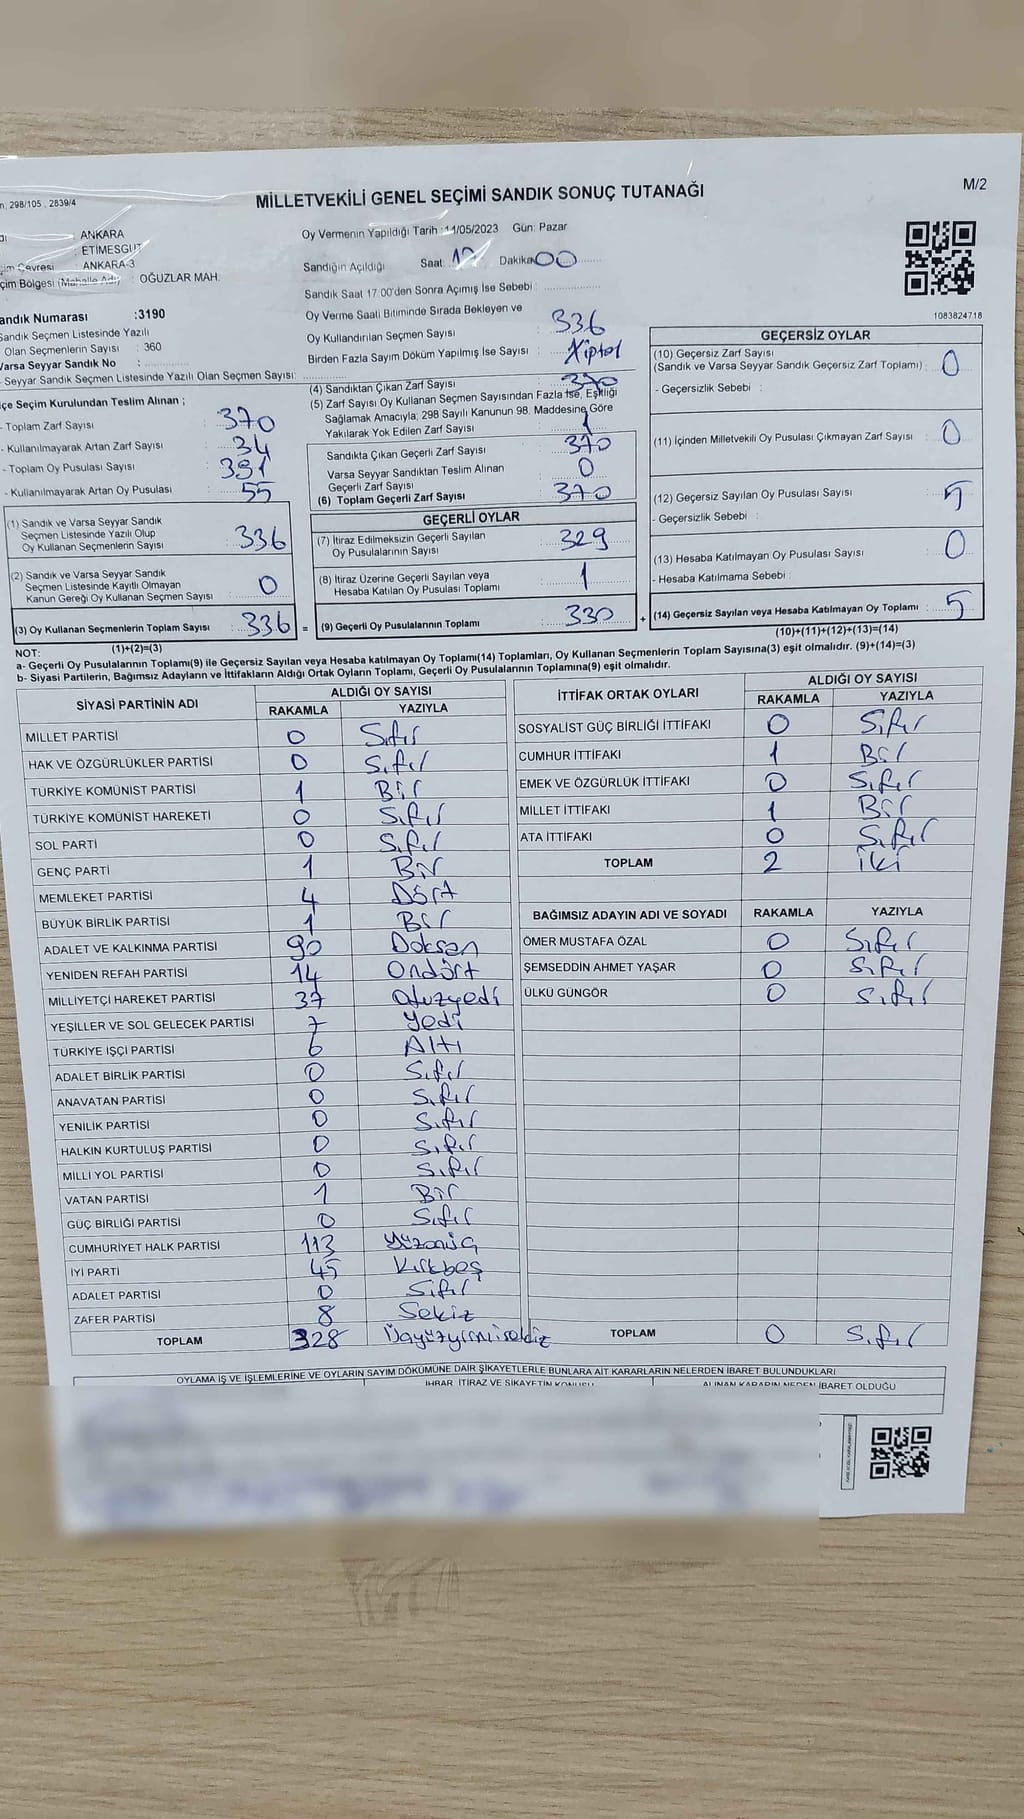 MİLLETVEKİLİ GENEL SEÇİMİ SANDIK SONUÇ TUTANAĞI
M/2
298/105 , 2839/4
ANKARA
ETİMESGUT
Çevresi : ANKARA-3
Bölgesi (Mahalle Adı) : OĞUZLAR MAH.
andık Numarası :3190
Sandık Seçmen Listesinde Yazılı
Olan Seçmenlerin Sayısı : 360
Varsa Seyyar Sandık No :
- Seyyar Sandık Seçmen Listesinde Yazılı Olan Seçmen Sayısı:
Oy Vermenin Yapıldığı Tarih :14/05/2023 Gün: Pazar
Sandığın Açıldığı Saat: Dakika: 00
Sandık Saat 17:00'den Sonra Açımış İse Sebebi :
Oy Verme Saati Bitiminde Sırada Bekleyen ve
Oy Kullandırılan Seçmen Sayısı : 336
Birden Fazla Sayım Döküm Yapılmış İse Sayısı :
1083824718
çe Seçim Kurulundan Teslim Alınan ;
- Toplam Zarf Sayısı : 370
- Kullanılmayarak Artan Zarf Sayısı : 34
- Toplam Oy Pusulası Sayısı : 391
- Kullanılmayarak Artan Oy Pusulası : 55
(1) Sandık ve Varsa Seyyar Sandık
Seçmen Listesinde Yazılı Olup
Oy Kullanan Seçmenlerin Sayısı : 336
(2) Sandık ve Varsa Seyyar Sandık
Seçmen Listesinde Kayıtlı Olmayan
Kanun Gereği Oy Kullanan Seçmen Sayısı : 0
(3) Oy Kullanan Seçmenlerin Toplam Sayısı : 336 =
(1)+(2)=(3)
(4) Sandıktan Çıkan Zarf Sayısı : 370
(5) Zarf Sayısı Oy Kullanan Seçmen Sayısından Fazla İse, Eşitliği
Sağlamak Amacıyla; 298 Sayılı Kanunun 98. Maddesine Göre
Yakılarak Yok Edilen Zarf Sayısı : 1
Sandıkta Çıkan Geçerli Zarf Sayısı : 370
Varsa Seyyar Sandıktan Teslim Alınan
Geçerli Zarf Sayısı : 0
(6) Toplam Geçerli Zarf Sayısı : 370
GEÇERLİ OYLAR
(7) İtiraz Edilmeksizin Geçerli Sayılan
Oy Pusulalarının Sayısı : 329
(8) İtiraz Üzerine Geçerli Sayılan veya
Hesaba Katılan Oy Pusulası Toplamı : 1
(9) Geçerli Oy Pusulalarının Toplamı : 330 +
GEÇERSİZ OYLAR
(10) Geçersiz Zarf Sayısı
(Sandık ve Varsa Seyyar Sandık Geçersiz Zarf Toplamı) : 0
- Geçersizlik Sebebi :
(11) İçinden Milletvekili Oy Pusulası Çıkmayan Zarf Sayısı : 0
(12) Geçersiz Sayılan Oy Pusulası Sayısı : 5
- Geçersizlik Sebebi :
(13) Hesaba Katılmayan Oy Pusulası Sayısı : 0
- Hesaba Katılmama Sebebi :
(14) Geçersiz Sayılan veya Hesaba Katılmayan Oy Toplamı : 5
(10)+(11)+(12)+(13)=(14)
NOT:
a- Geçerli Oy Pusulalarının Toplamı(9) ile Geçersiz Sayılan veya Hesaba katılmayan Oy Toplamı(14) Toplamları, Oy Kullanan Seçmenlerin Toplam Sayısına(3) eşit olmalıdır. (9)+(14)=(3)
b- Siyasi Partilerin, Bağımsız Adayların ve İttifakların Aldığı Ortak Oyların Toplamı, Geçerli Oy Pusulalarının Toplamına(9) eşit olmalıdır.
SİYASİ PARTİNİN ADI ALDIĞI OY SAYISI
RAKAMLA YAZIYLA
MİLLET PARTİSİ 0 Sıfır
HAK VE ÖZGÜRLÜKLER PARTİSİ 0 Sıfır
TÜRKİYE KOMÜNİST PARTİSİ 1 Bir
TÜRKİYE KOMÜNİST HAREKETİ 0 Sıfır
SOL PARTİ 0 Sıfır
GENÇ PARTİ 1 Bir
MEMLEKET PARTİSİ 4 Dört
BÜYÜK BİRLİK PARTİSİ 1 Bir
ADALET VE KALKINMA PARTİSİ 90 Doksan
YENİDEN REFAH PARTİSİ 14 Ondört
MİLLİYETÇİ HAREKET PARTİSİ 37 otuzyedi
YEŞİLLER VE SOL GELECEK PARTİSİ 7 Yedi
TÜRKİYE İŞÇİ PARTİSİ 6 Altı
ADALET BİRLİK PARTİSİ 0 Sıfır
ANAVATAN PARTİSİ 0 Sıfır
YENİLİK PARTİSİ 0 Sıfır
HALKIN KURTULUŞ PARTİSİ 0 Sıfır
MİLLİ YOL PARTİSİ 0 Sıfır
VATAN PARTİSİ 1 Bir
GÜÇ BİRLİĞİ PARTİSİ 0 Sıfır
CUMHURİYET HALK PARTİSİ 113 Yüzonüç
İYİ PARTİ 45 Kırkbeş
ADALET PARTİSİ 0 Sıfır
ZAFER PARTİSİ 8 Sekiz
TOPLAM 328 Üçyüzyirmisekiz
İTTİFAK ORTAK OYLARI ALDIĞI OY SAYISI
RAKAMLA YAZIYLA
SOSYALİST GÜÇ BİRLİĞİ İTTİFAKI 0 Sıfır
CUMHUR İTTİFAKI 1 Bir
EMEK VE ÖZGÜRLÜK İTTİFAKI 0 Sıfır
MİLLET İTTİFAKI 1 Bir
ATA İTTİFAKI 0 Sıfır
TOPLAM 2 İki
BAĞIMSIZ ADAYIN ADI VE SOYADI RAKAMLA YAZIYLA
ÖMER MUSTAFA ÖZAL 0 Sıfır
ŞEMSEDDİN AHMET YAŞAR 0 Sıfır
ÜLKÜ GÜNGÖR 0 Sıfır
TOPLAM 0 Sıfır
OYLAMA İŞ VE İŞLEMLERİNE VE OYLARIN SAYIM DÖKÜMÜNE DAİR ŞİKAYETLERLE BUNLARA AİT KARARLARIN NELERDEN İBARET BULUNDUKLARI
İHBAR, İTİRAZ VE ŞİKAYETİN KONUSU ALINAN KARARIN NEDEN İBARET OLDUĞU